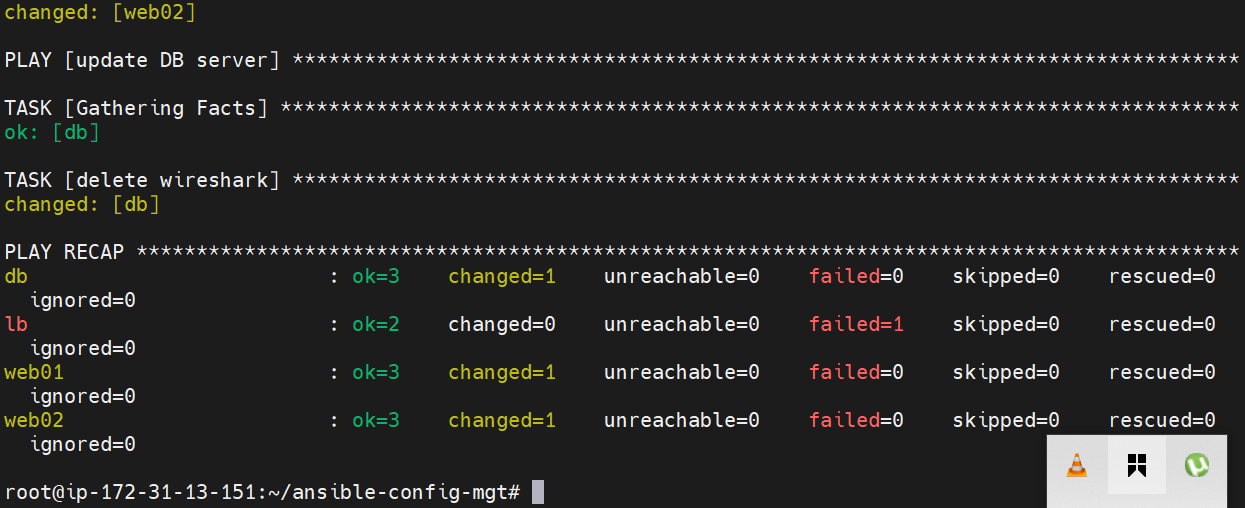 changed: [web02]
PLAY [update DB server] *******************************************************************************
TASK [Gathering Facts] ********************************************************************************
ok: [db]
TASK [delete wireshark] *******************************************************************************
changed: [db]
PLAY RECAP ********************************************************************************************
db : ok=3 changed=1 unreachable=0 failed=0 skipped=0 rescued=0
ignored=0
lb : ok=2 changed=0 unreachable=0 failed=1 skipped=0 rescued=0
ignored=0
web01 : ok=3 changed=1 unreachable=0 failed=0 skipped=0 rescued=0
ignored=0
web02 : ok=3 changed=1 unreachable=0 failed=0 skipped=0 rescued=0
ignored=0
root@ip-172-31-13-151:~/ansible-config-mgt#